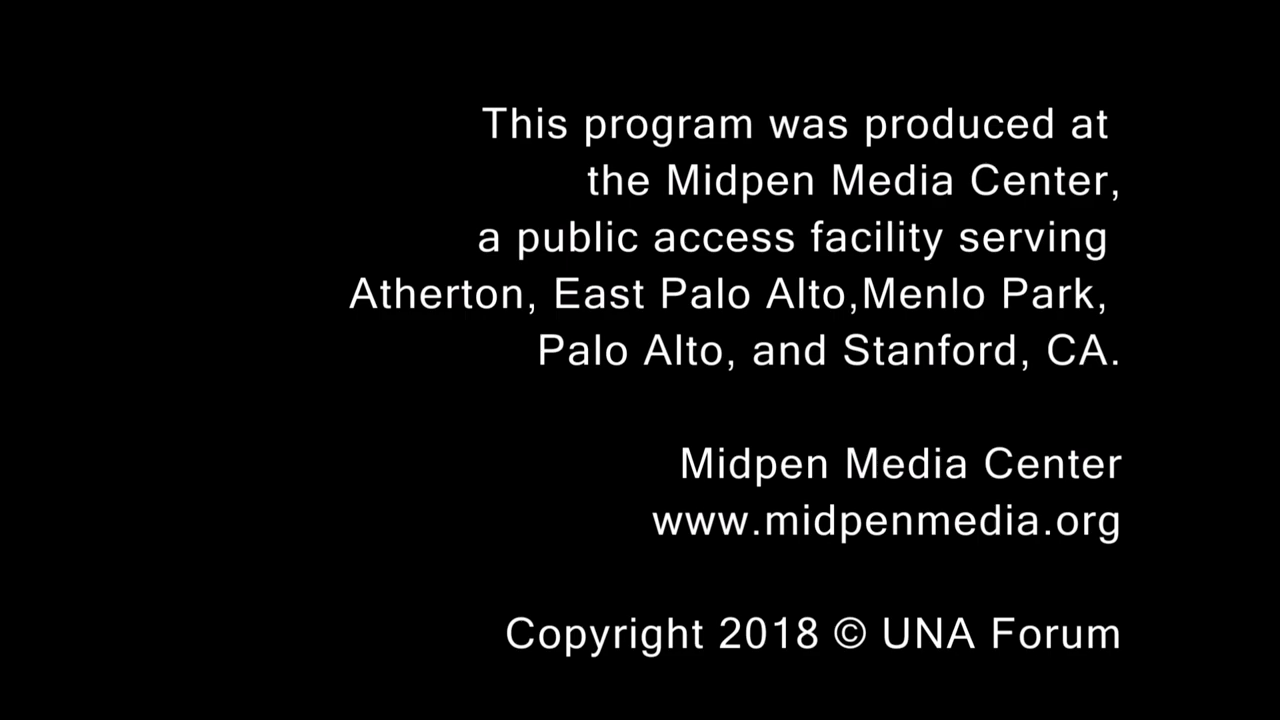 This program was produced at
the Midpen Media Center,
a public access facility serving
Atherton, East Palo Alto,Menlo Park,
Palo Alto, and Stanford, CA.
Midpen Media Center
www.midpenmedia.org
Copyright 2018 © UNA Forum